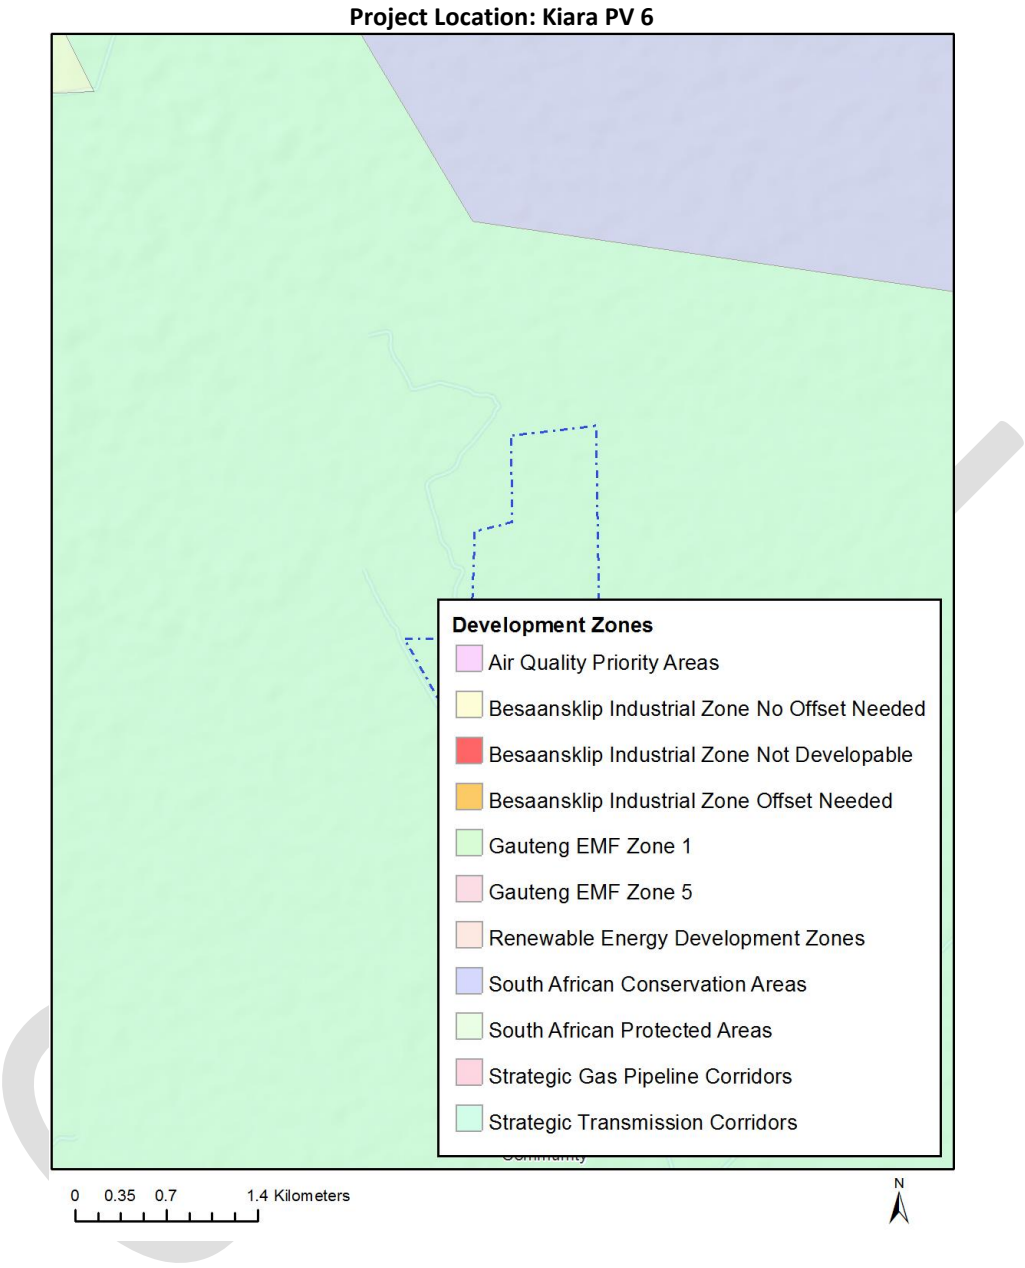 Project Location: Kiara PV 6
Development Zones
Air Quality Priority Areas
Besaansklip Industrial Zone No Offset Needed
Besaansklip Industrial Zone Not Developable
Besaansklip Industrial Zone Offset Needed
Gauteng EMF Zone 1
Gauteng EMF Zone 5
Renewable Energy Development Zones
South African Conservation Areas
South African Protected Areas
Strategic Gas Pipeline Corridors
Strategic Transmission Corridors
Community
0 0.35 0.7 1.4 Kilometers
N